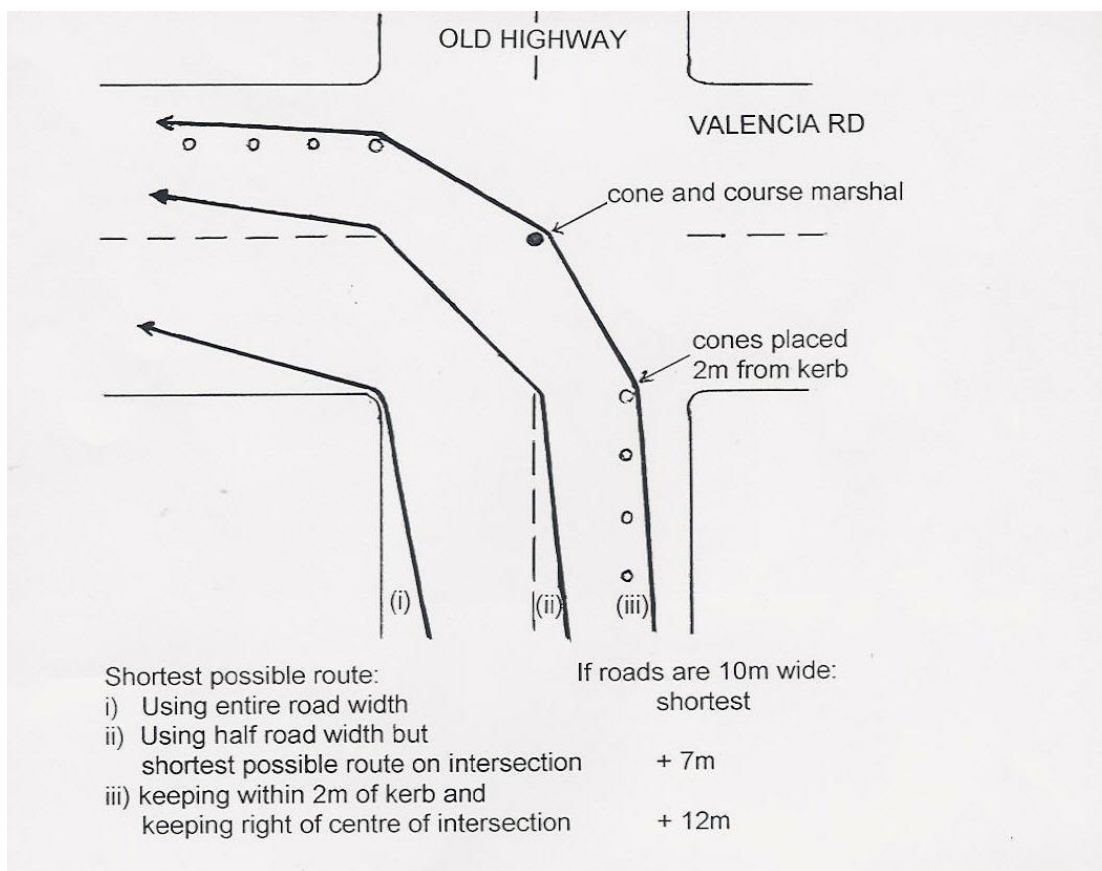 OLD HIGHWAY
VALENCIA RD
cone and course marshal
cones placed
2m from kerb
(i)
(ii)
(iii)
Shortest possible route:
If roads are 10m wide:
i) Using entire road width
shortest
ii) Using half road width but
shortest possible route on intersection
+ 7m
iii) keeping within 2m of kerb and
keeping right of centre of intersection
+ 12m